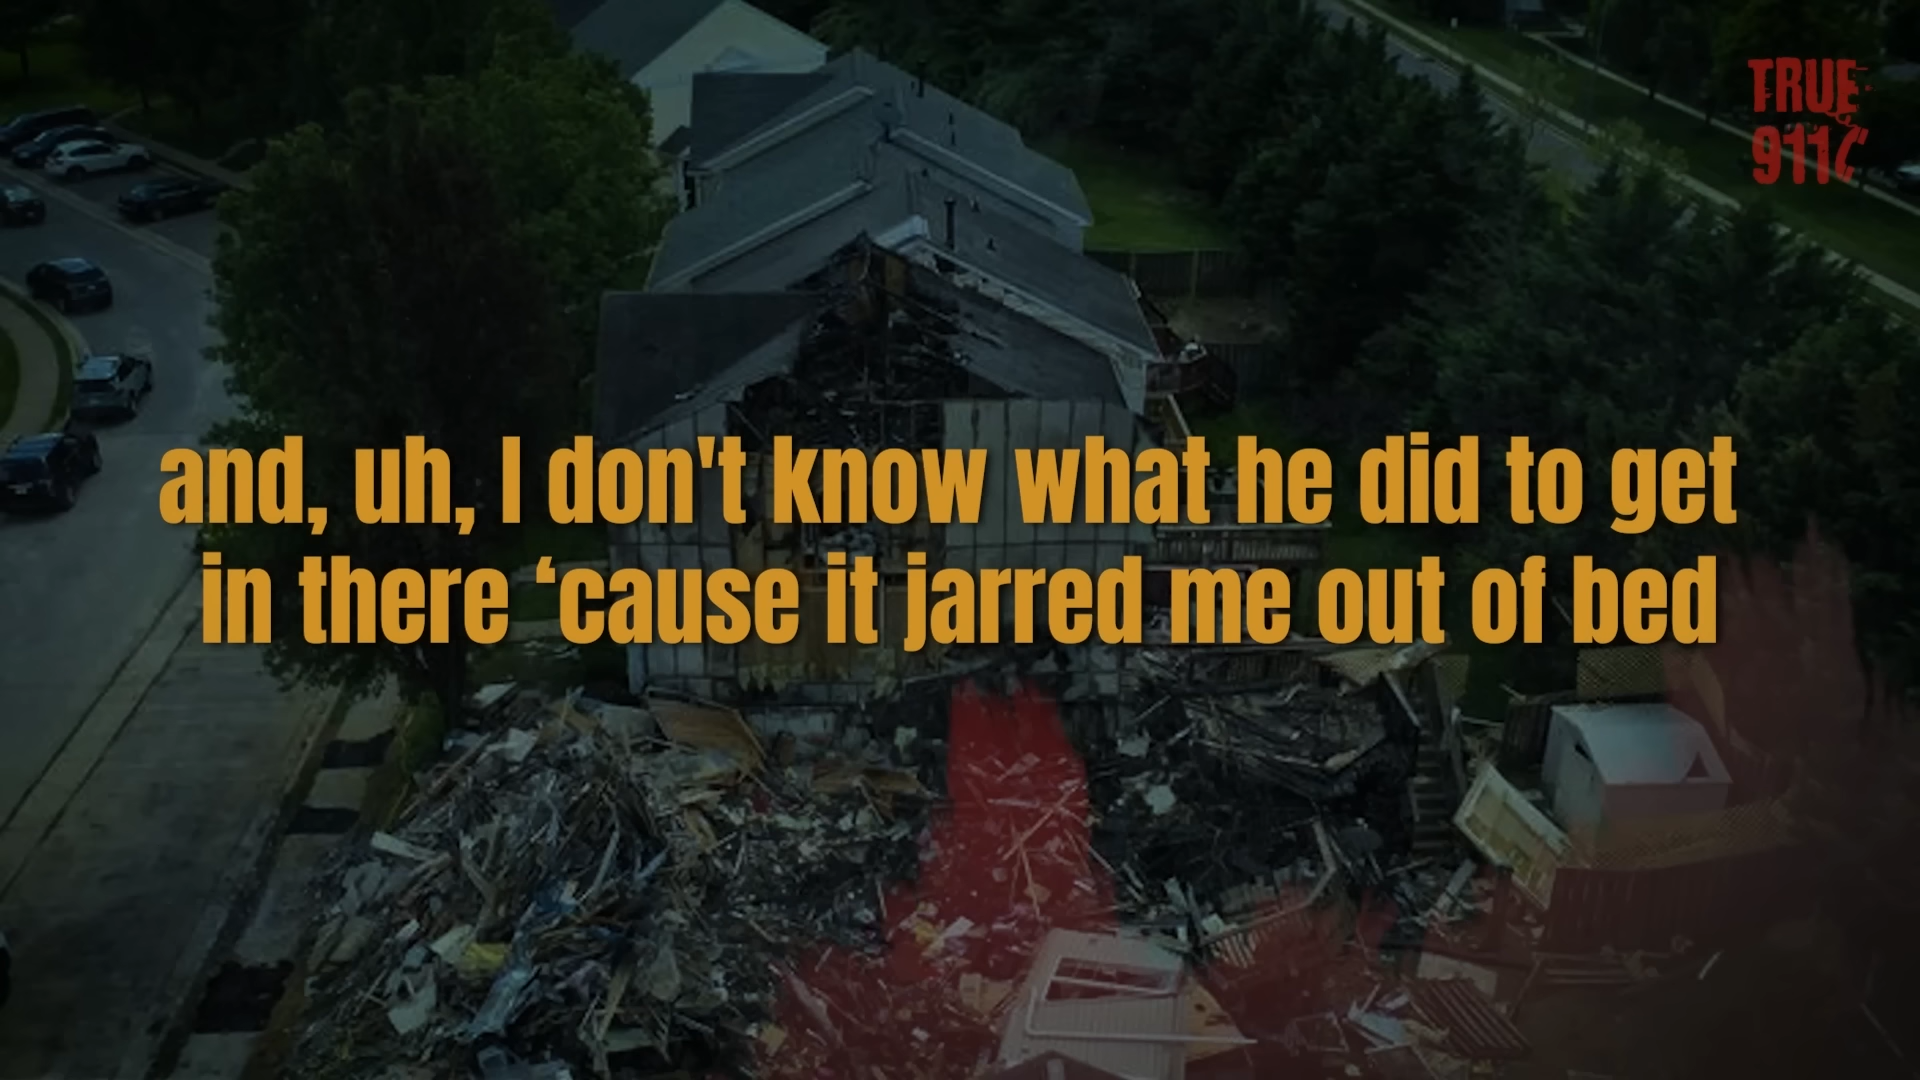 TRUE
911
and, uh, I don't know what he did to get
in there ‘cause it jarred me out of bed